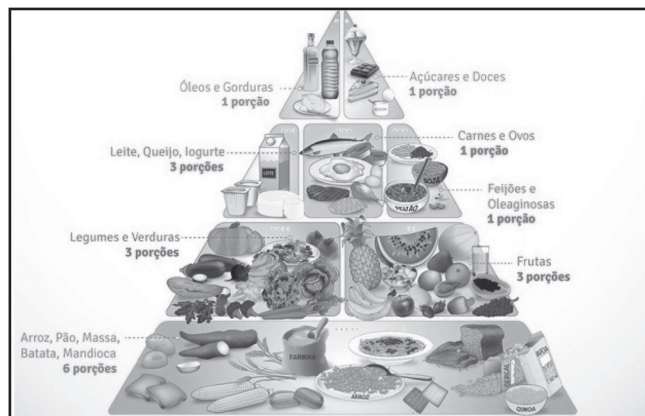 Óleos e Gorduras
1 porção
Açúcares e Doces
1 porção
Leite, Queijo, Iogurte
3 porções
Carnes e Ovos
1 porção
LEITE
SOJA
FEIJÃO
Feijões e
Oleaginosas
1 porção
Legumes e Verduras
3 porções
Frutas
3 porções
Arroz, Pão, Massa,
Batata, Mandioca
6 porções
FARINHA
ARROZ
CEREAL
QUINOA